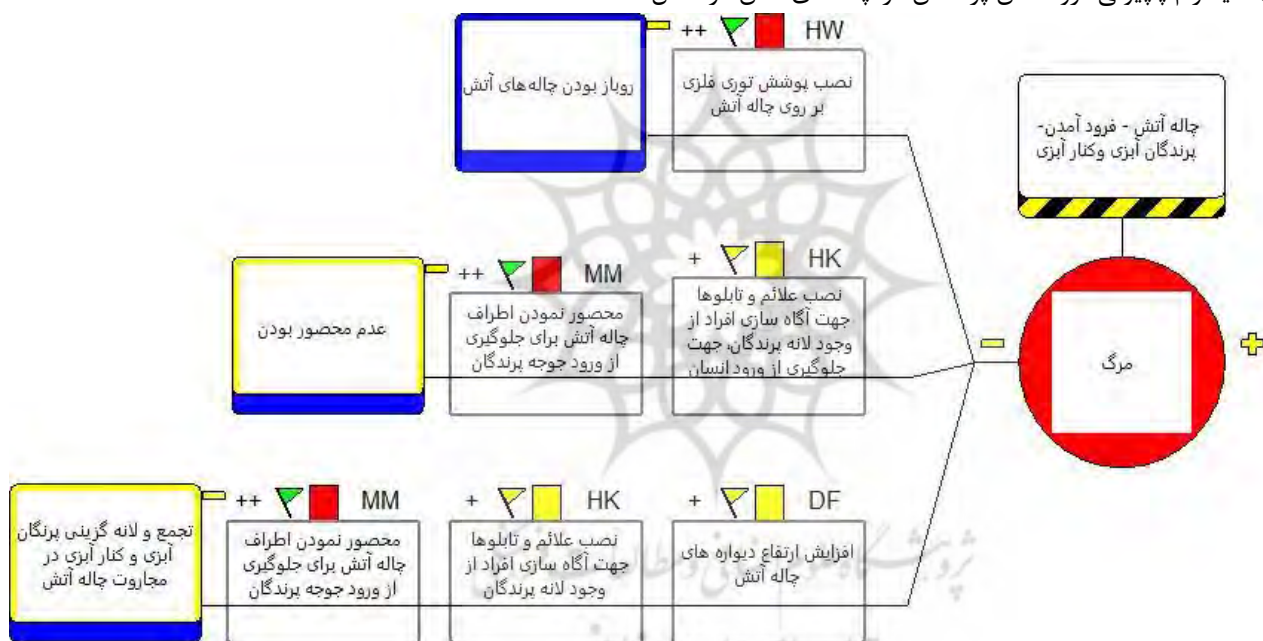 HW
++
روباز بودن چاله‌های آتش
نصب پوشش توری فلزی
بر روی چاله آتش
چاله آتش - فرود آمدن-
پرندگان آبزی وکنار آبزی
مرگ
MM
++
HK
+
عدم محصور بودن
محصور نمودن اطراف
چاله آتش برای جلوگیری
از ورود جوجه پرندگان
نصب علائم و تابلوها
جهت آگاه سازی افراد از
وجود لانه پرندگان، جهت
جلوگیری از ورود انسان
MM
++
HK
+
DF
+
تجمع و لانه گزینی پرنگان
آبزی و کنار آبزی در
مجاروت چاله آتش
محصور نمودن اطراف
چاله آتش برای جلوگیری
از ورود جوجه پرندگان
نصب علائم و تابلوها
جهت آگاه سازی افراد از
وجود لانه پرندگان
افزایش ارتفاع دیواره های
چاله آتش